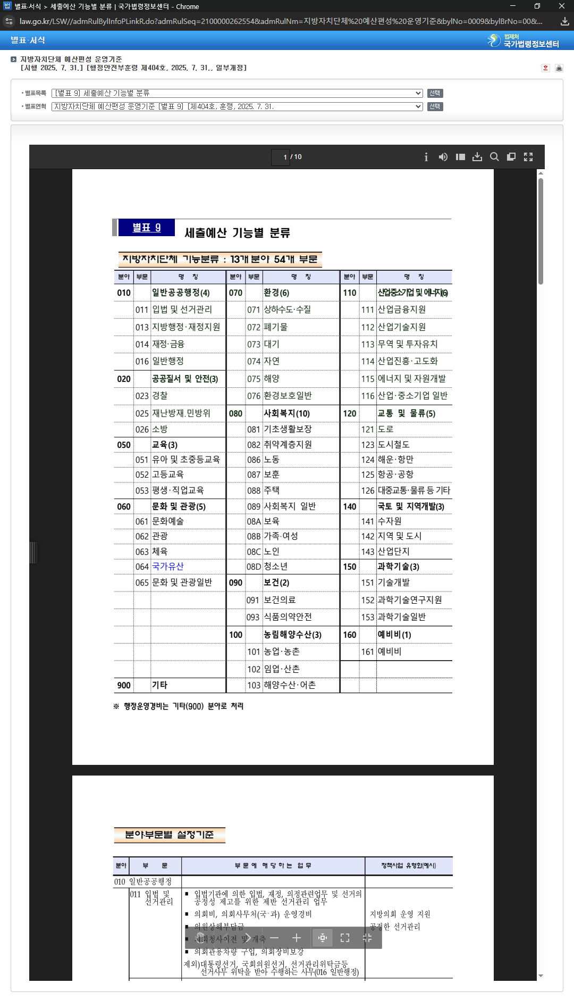 별표·서식 > 세출예산 기능별 분류 | 국가법령정보센터 - Chrome
law.go.kr/LSW//admRulBylInfoPLinkR.do?admRulSeq=2100000262554&admRulNm=지방자치단체%20예산편성%20운영기준&bylNo=0009&bylBrNo=00&...
별표·서식
법제처
국가법령정보센터
지방자치단체 예산편성 운영기준
[시행 2025. 7. 31.] [행정안전부훈령 제404호, 2025. 7. 31., 일부개정]
별표목록 [별표 9] 세출예산 기능별 분류 선택
별표연혁 지방자치단체 예산편성 운영기준 [별표 9] [제404호, 훈령, 2025. 7. 31. 선택
1 / 10
별표 9 세출예산 기능별 분류
지방자치단체 기능분류 : 13개 분야 54개 부문
분야 부문 명 칭 분야 부문 명 칭 분야 부문 명 칭
010 일반공공행정(4) 070 환경(6) 110 산업중소기업 및 에너지(6)
011 입법 및 선거관리 071 상하수도·수질 111 산업금융지원
013 지방행정·재정지원 072 폐기물 112 산업기술지원
014 재정·금융 073 대기 113 무역 및 투자유치
016 일반행정 074 자연 114 산업진흥·고도화
020 공공질서 및 안전(3) 075 해양 115 에너지 및 자원개발
023 경찰 076 환경보호일반 116 산업·중소기업 일반
025 재난방재.민방위 080 사회복지(10) 120 교통 및 물류(5)
026 소방 081 기초생활보장 121 도로
050 교육(3) 082 취약계층지원 123 도시철도
051 유아 및 초중등교육 086 노동 124 해운·항만
052 고등교육 087 보훈 125 항공·공항
053 평생·직업교육 088 주택 126 대중교통·물류 등 기타
060 문화 및 관광(5) 089 사회복지 일반 140 국토 및 지역개발(3)
061 문화예술 08A 보육 141 수자원
062 관광 08B 가족·여성 142 지역 및 도시
063 체육 08C 노인 143 산업단지
064 국가유산 08D 청소년 150 과학기술(3)
065 문화 및 관광일반 090 보건(2) 151 기술개발
091 보건의료 152 과학기술연구지원
093 식품의약안전 153 과학기술일반
100 농림해양수산(3) 160 예비비(1)
101 농업·농촌 161 예비비
102 임업·산촌
900 기타 103 해양수산·어촌
※ 행정운영경비는 기타(900) 분야로 처리
분야·부문별 설정기준
분야 부 문 부 문 에 해 당 하 는 업 무 정책사업 유형화(예시)
010 일반공공행정
011 입법 및 ■ 입법기관에 의한 입법, 재정, 의정관련업무 및 선거의
선거관리 공정성 제고를 위한 제반 선거관리 업무
■ 의회비, 의회사무처(국·과) 운영경비 지방의회 운영 지원
■ 의원상해부담금 공정한 선거관리
■ 의회청사이전 및 개축
■ 의회관용차량 구입, 의회장비보강
제외)대통령선거, 국회의원선거, 선거관리위탁금등
선거사무 위탁을 받아 수행하는 사무(016 일반행정)